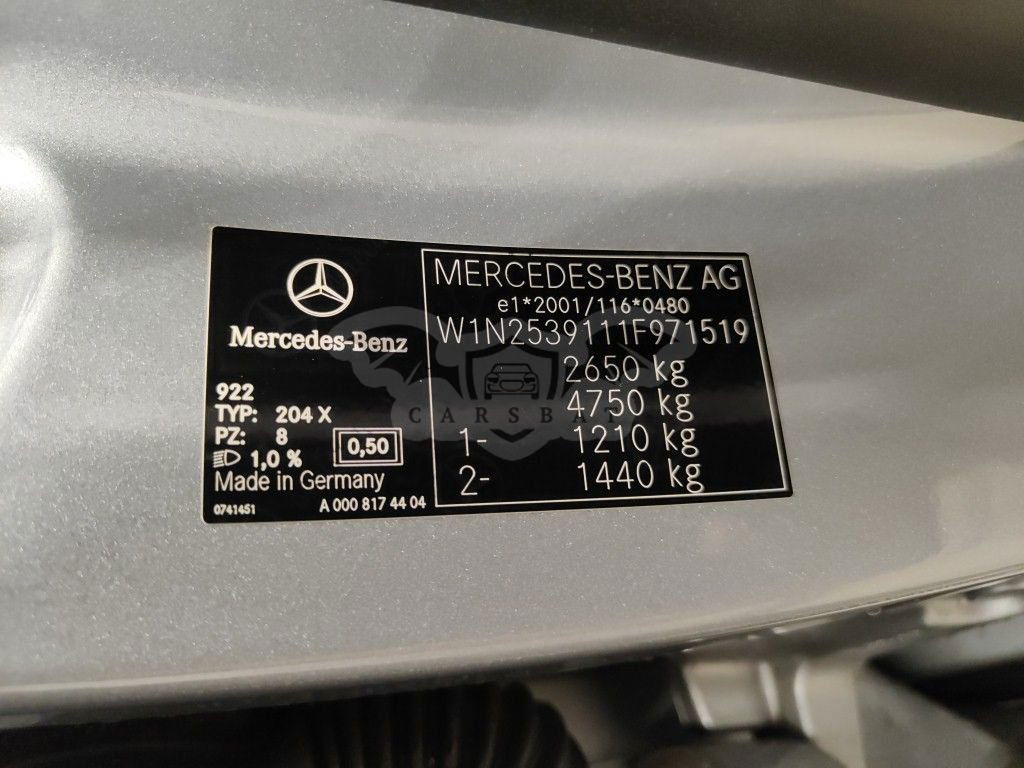 Mercedes-Benz
922
TYP: 204 X
PZ: 8
1,0 %
0,50
Made in Germany
0741451
A 000 817 44 04
MERCEDES-BENZ AG
e1*2001/116*0480
W1N2539111F971519
2650 kg
4750 kg
1- 1210 kg
2- 1440 kg
CARSBAT